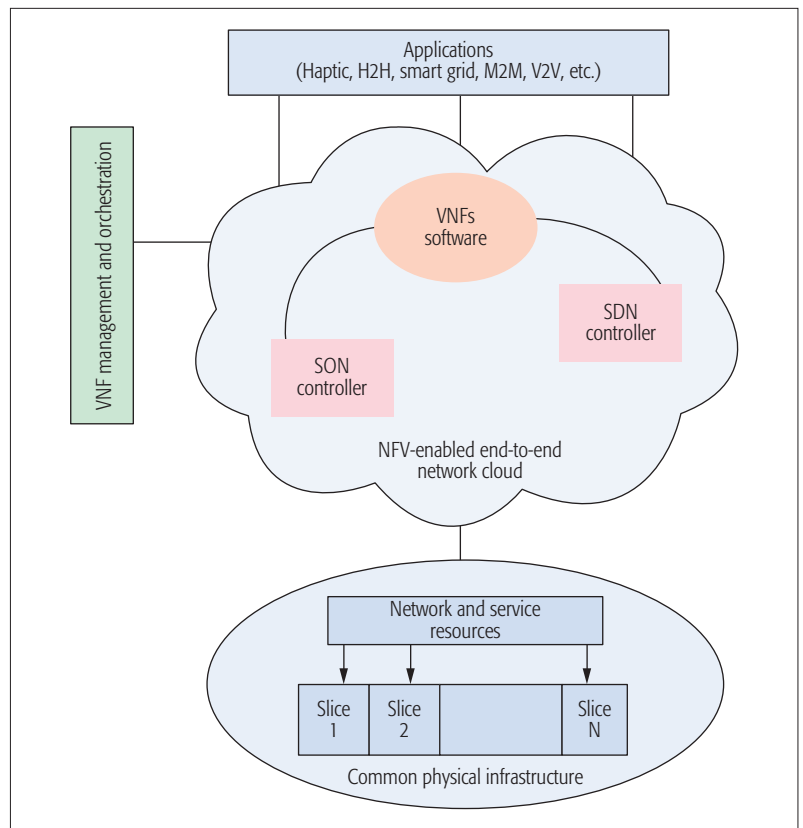 Applications
(Haptic, H2H, smart grid, M2M, V2V, etc.)
VNF management and orchestration
VNFs
software
SDN
controller
SON
controller
NFV-enabled end-to-end
network cloud
Network and service
resources
Slice
1
Slice
2
Slice
N
Common physical infrastructure